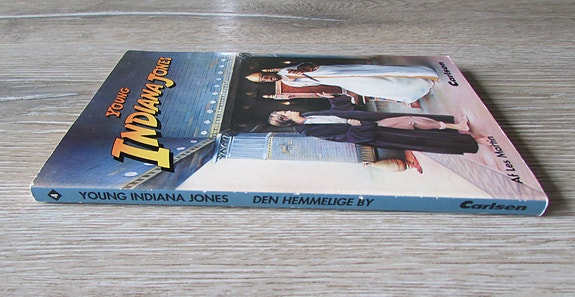 YOUNG
INDIANA JONES
Carlsen
Af Les Martin
4 YOUNG INDIANA JONES DEN HEMMELIGE BY Carlsen